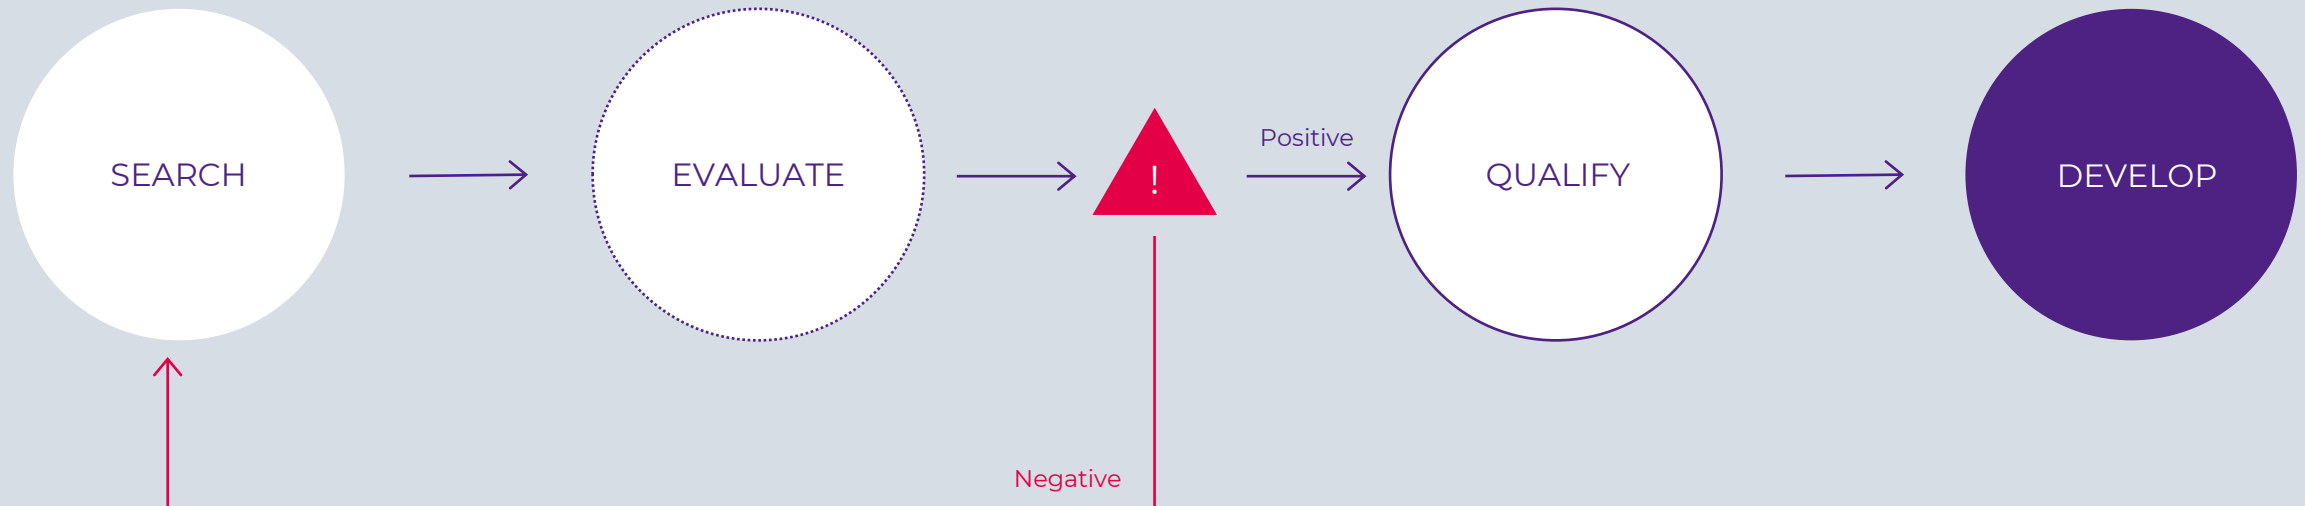 SEARCH
EVALUATE
!
Positive
QUALIFY
DEVELOP
Negative